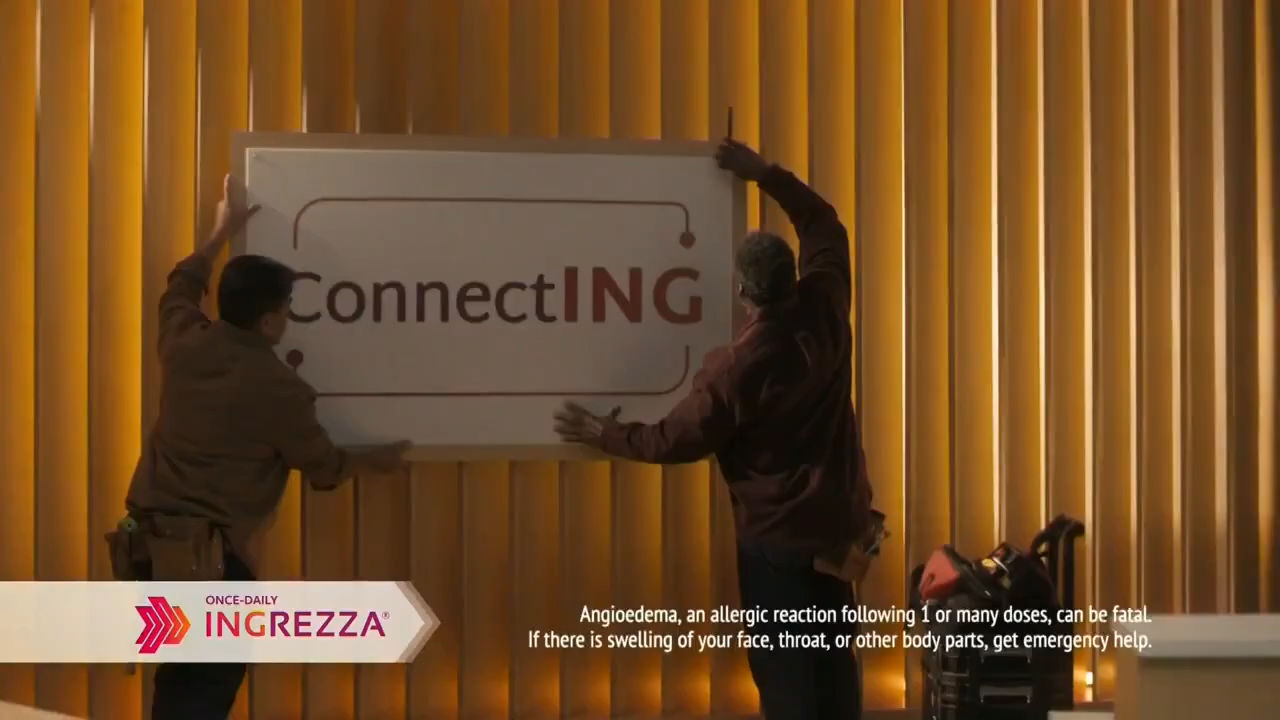 ConnectING
ONCE-DAILY
INGREZZA®
Angioedema, an allergic reaction following 1 or many doses, can be fatal.
If there is swelling of your face, throat, or other body parts, get emergency help.